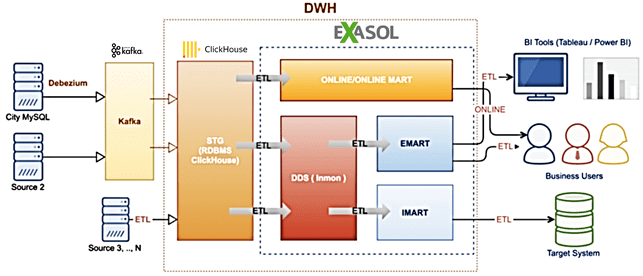 DWH
kafka.
ClickHouse
EXASOL
BI Tools (Tableau / Power BI)
Debezium
City MySQL
Kafka
ETL
ONLINE/ONLINE MART
ETL
ONLINE
STG
(RDBMS
ClickHouse)
ETL
DDS ( Inmon )
ETL
EMART
ETL
Business Users
Source 2
ETL
Source 3, .., N
ETL
ETL
IMART
ETL
Target System